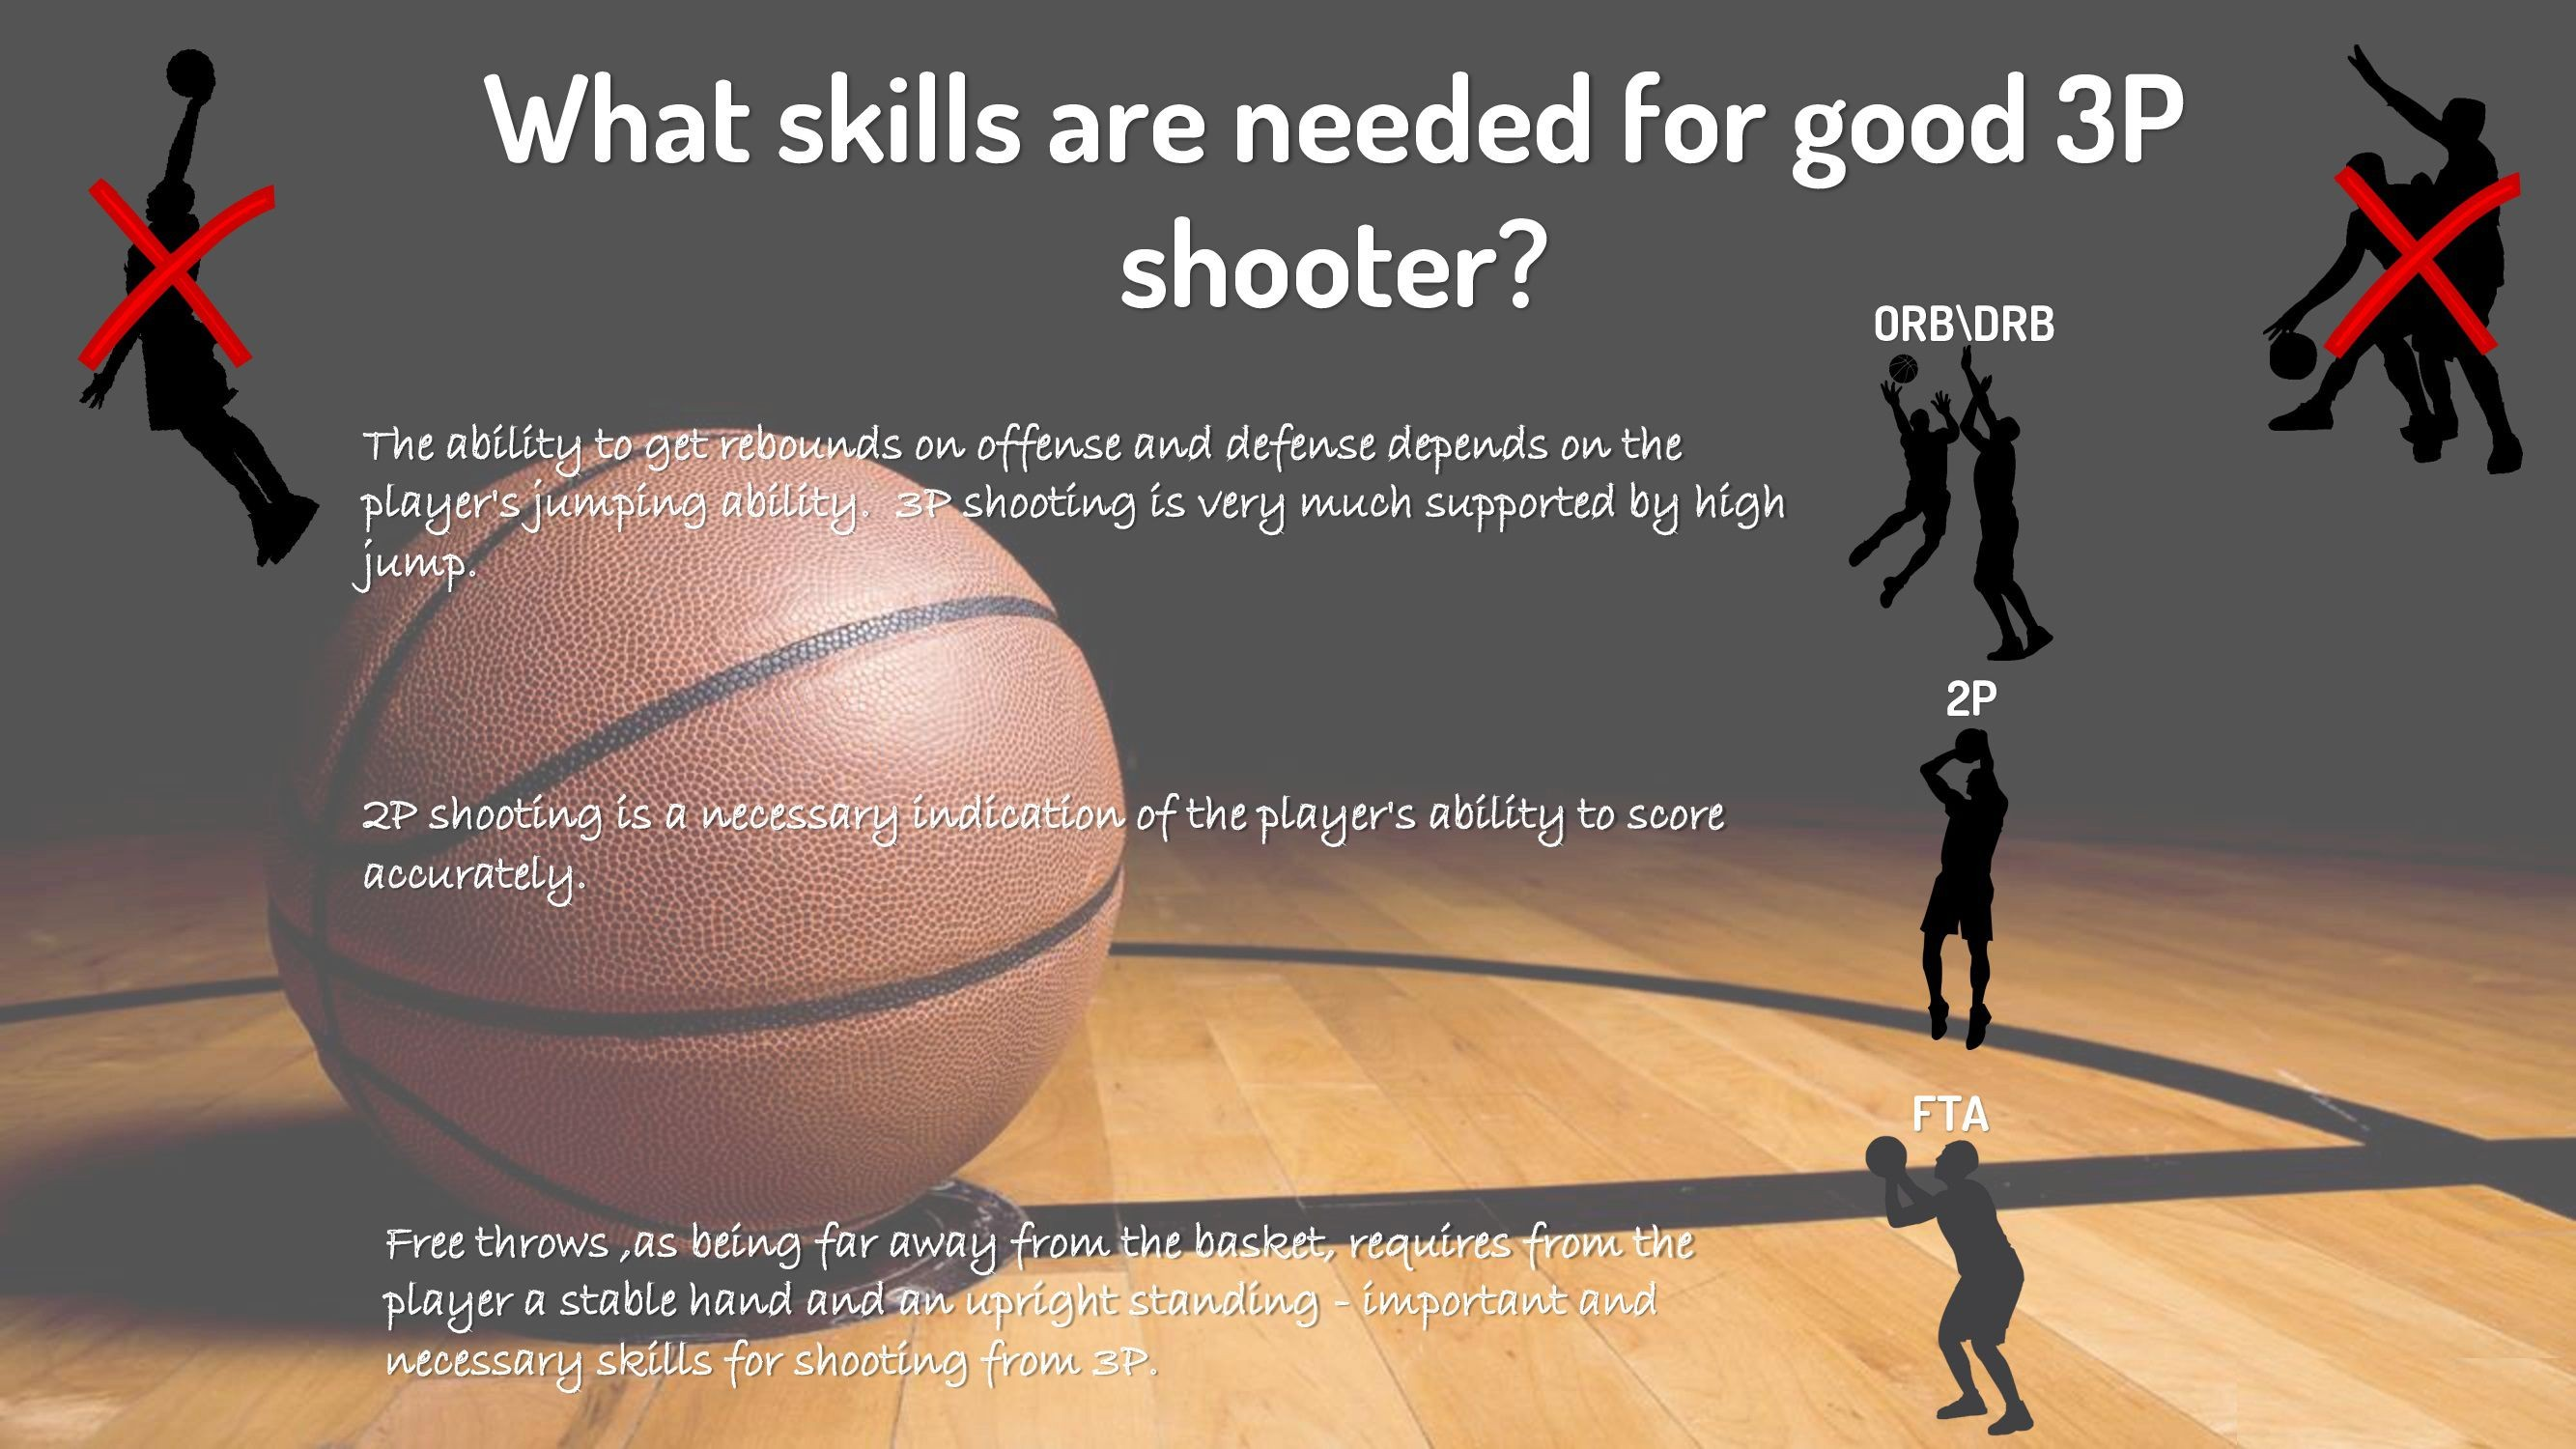 What skills are needed for good 3P
shooter?
ORB\DRB
The ability to get rebounds on offense and defense depends on the
player's jumping ability.  3P shooting is very much supported by high
jump.
2P
2P shooting is a necessary indication of the player's ability to score
accurately.
FTA
Free throws ,as being far away from the basket, requires from the
player a stable hand and an upright standing - important and
necessary skills for shooting from 3P.